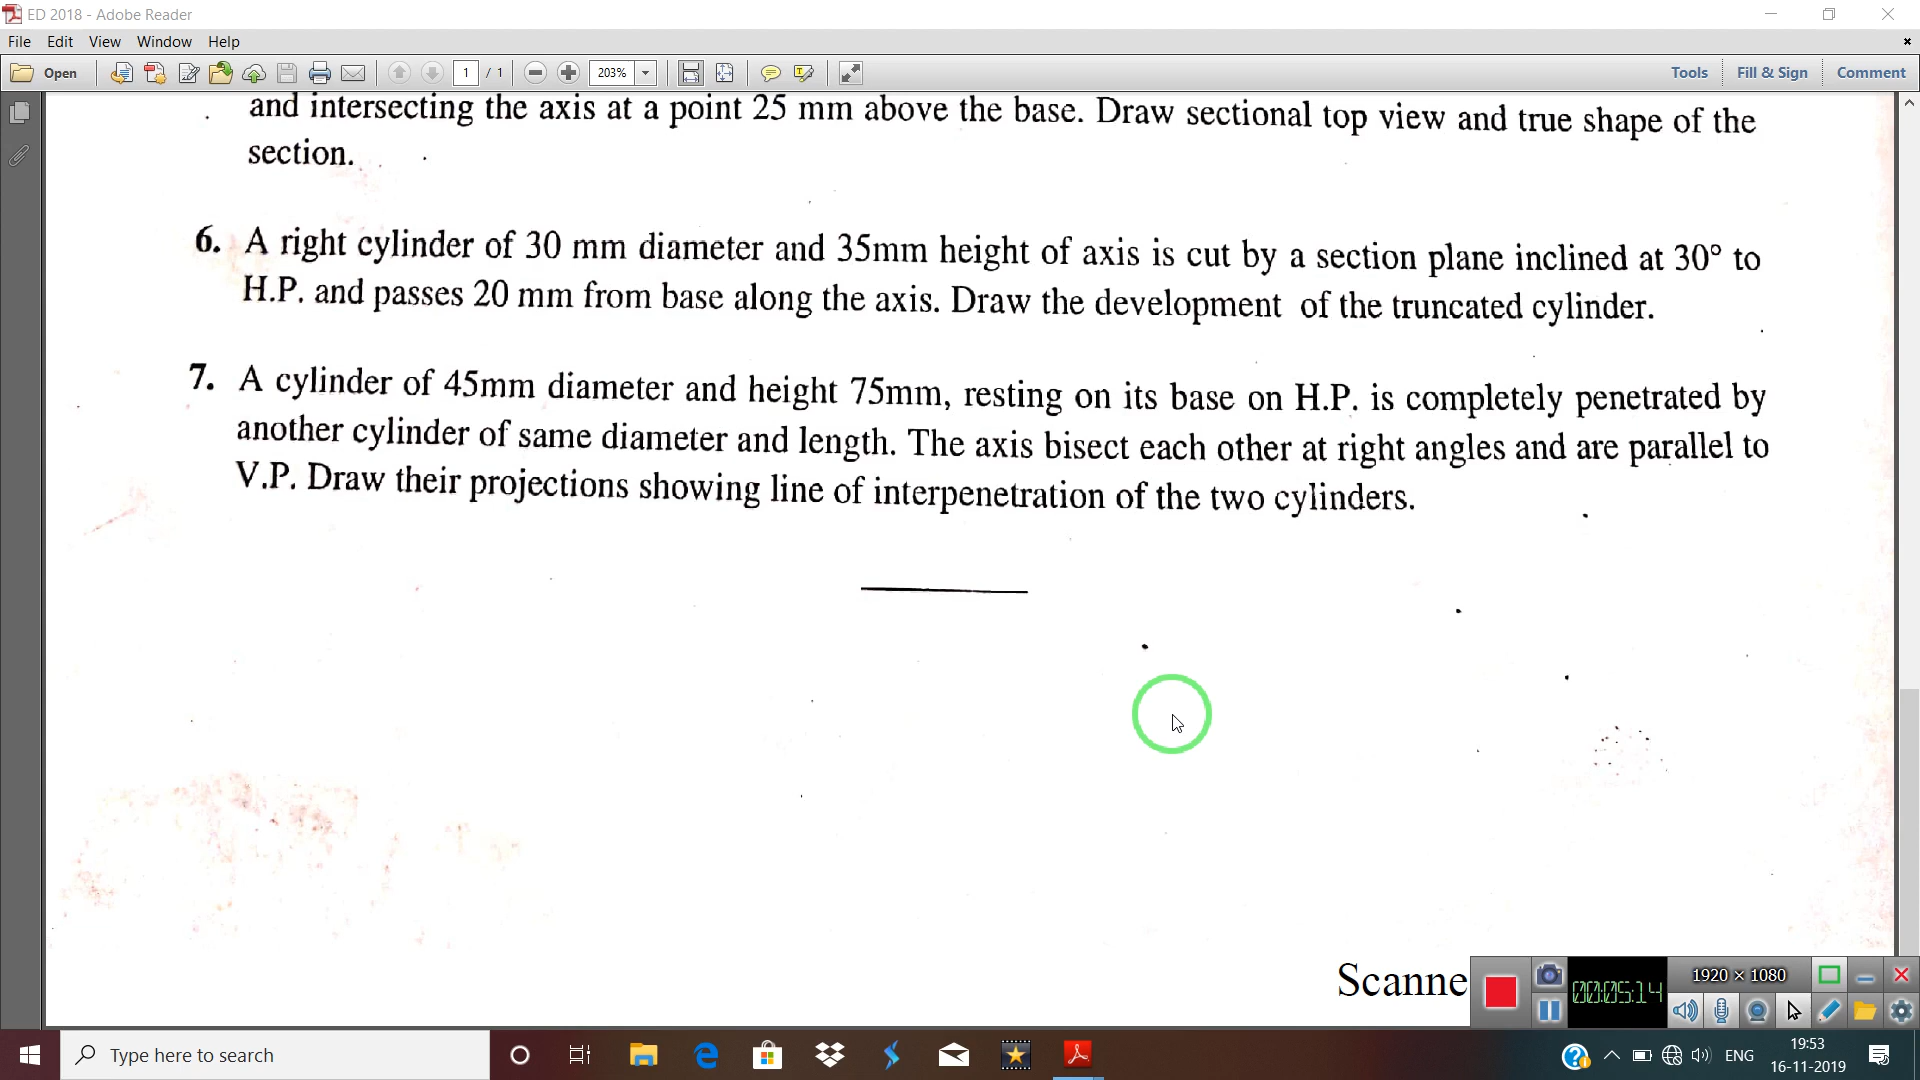 ED 2018 - Adobe Reader
File Edit View Window Help
Open 1 / 1 203% Tools Fill & Sign Comment
and intersecting the axis at a point 25 mm above the base. Draw sectional top view and true shape of the
section.
6. A right cylinder of 30 mm diameter and 35mm height of axis is cut by a section plane inclined at 30° to
H.P. and passes 20 mm from base along the axis. Draw the development of the truncated cylinder.
7. A cylinder of 45mm diameter and height 75mm, resting on its base on H.P. is completely penetrated by
another cylinder of same diameter and length. The axis bisect each other at right angles and are parallel to
V.P. Draw their projections showing line of interpenetration of the two cylinders.
Scanne
00:05:14
1920 × 1080
Type here to search
ENG
19:53
16-11-2019